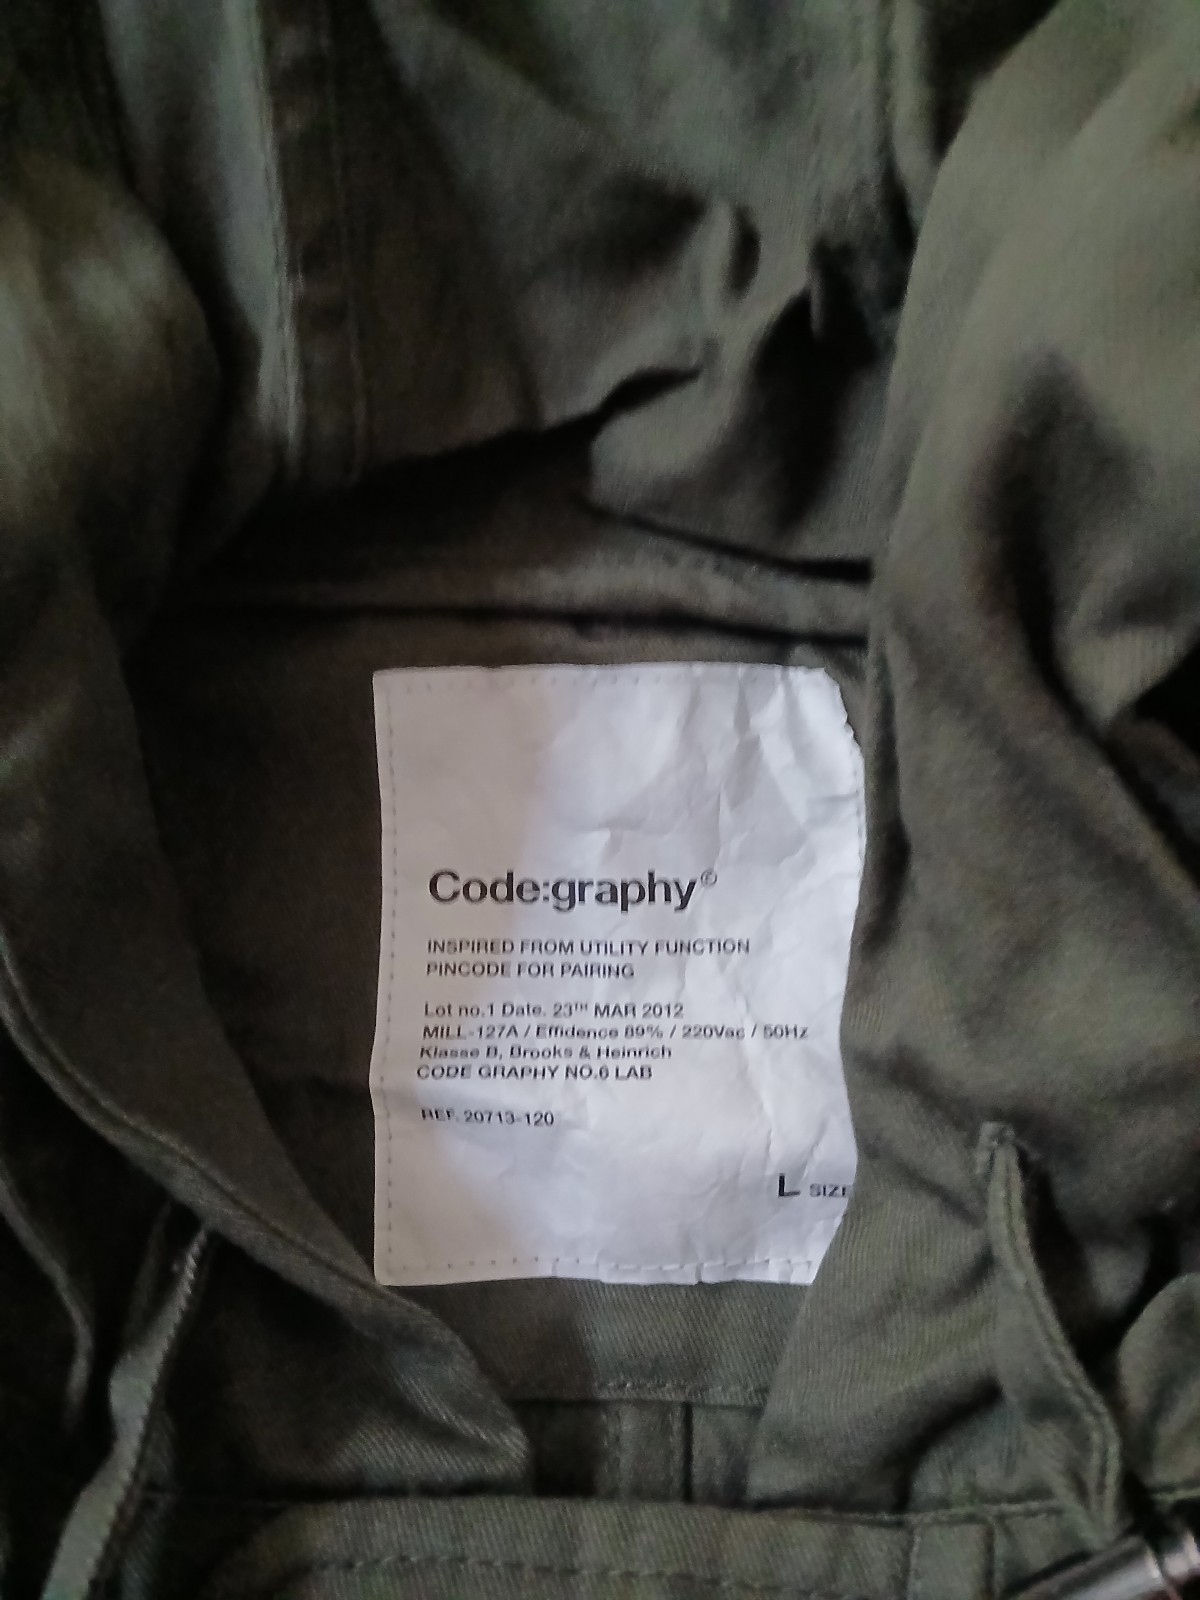 Code:graphy©
INSPIRED FROM UTILITY FUNCTION
PINCODE FOR PAIRING
Lot no.1 Date. 23TH MAR 2012
MILL-127A / Effidence 89% / 220Vac / 50Hz
Klasse B, Brooks & Heinrich
CODE GRAPHY NO.6 LAB
REF. 20713-120
L SIZE